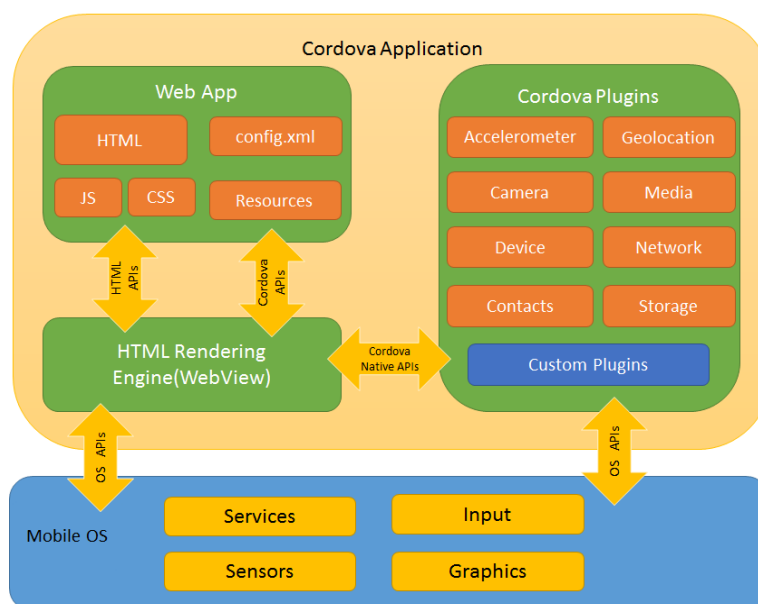 Cordova Application
Web App
HTML
config.xml
JS
CSS
Resources
Cordova Plugins
Accelerometer
Geolocation
Camera
Media
Device
Network
Contacts
Storage
Custom Plugins
HTML
APIs
Cordova
APIs
HTML Rendering
Engine(WebView)
Cordova
Native APIs
OS APIs
OS APIs
Mobile OS
Services
Input
Sensors
Graphics